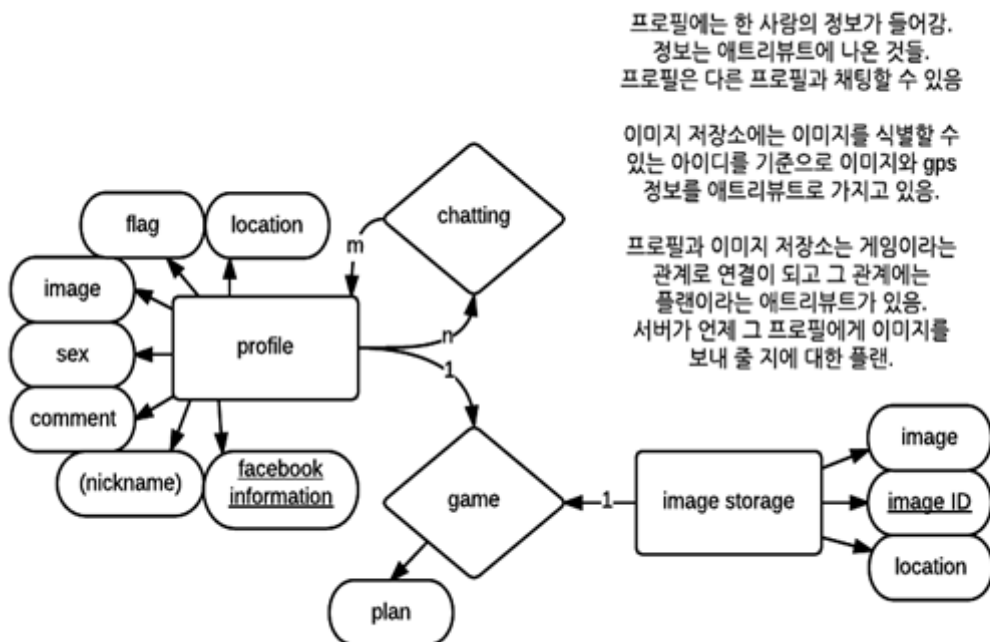 프로필에는 한 사람의 정보가 들어감.
정보는 애트리뷰트에 나온 것들.
프로필은 다른 프로필과 채팅할 수 있음
이미지 저장소에는 이미지를 식별할 수
있는 아이디를 기준으로 이미지와 gps
정보를 애트리뷰트로 가지고 있음.
프로필과 이미지 저장소는 게임이라는
관계로 연결이 되고 그 관계에는
플랜이라는 애트리뷰트가 있음.
서버가 언제 그 프로필에게 이미지를
보내 줄 지에 대한 플랜.
chatting
flag
location
m
image
profile
n
sex
1
comment
(nickname)
facebook
information
game
1
image storage
image
image ID
location
plan